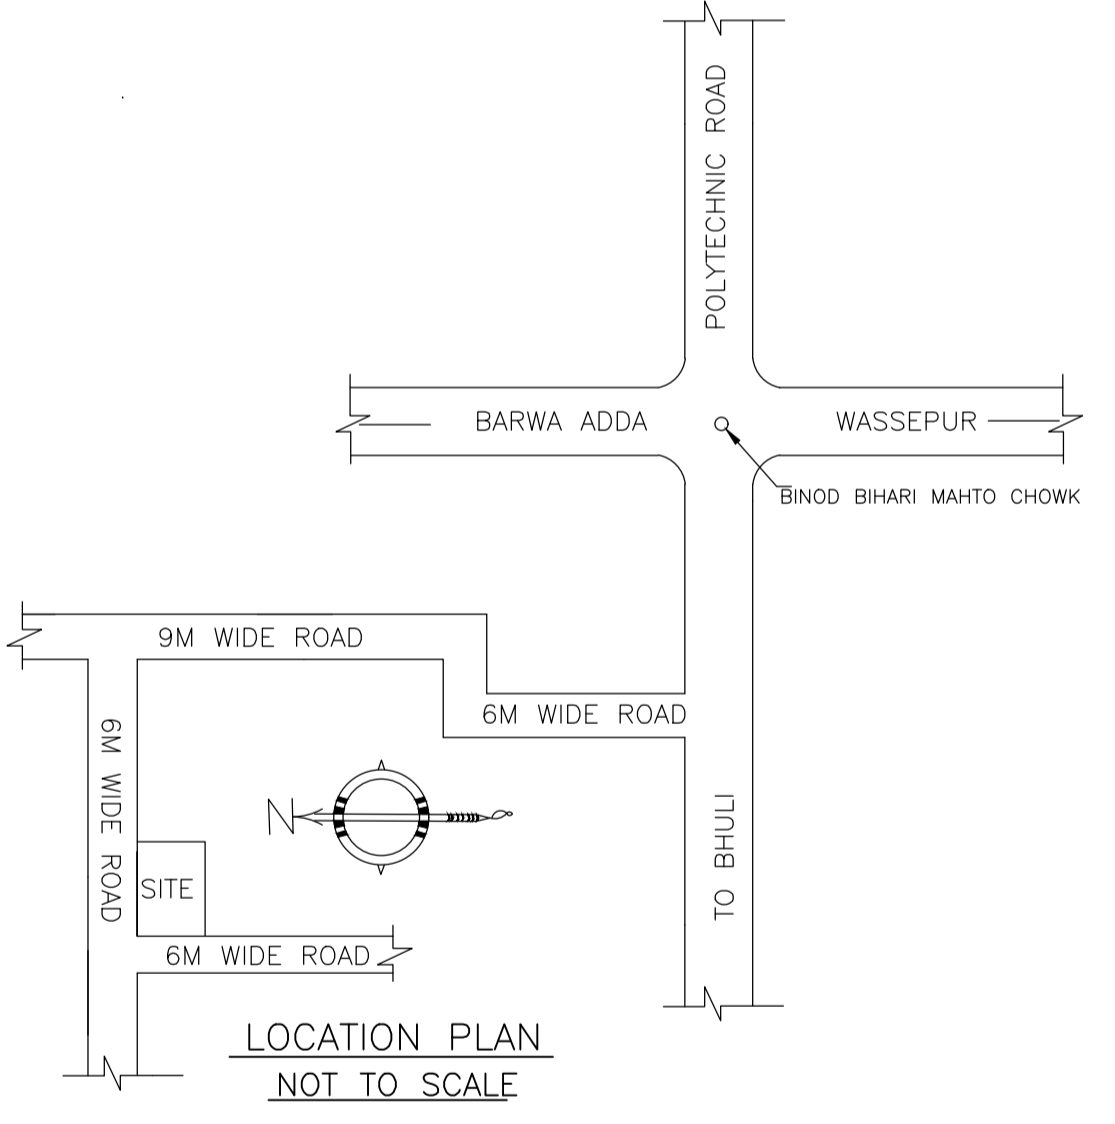 POLYTECHNIC ROAD
BARWA ADDA
WASSEPUR
BINOD BIHARI MAHTO CHOWK
9M WIDE ROAD
6M WIDE ROAD
6M WIDE ROAD
N
TO BHULI
SITE
6M WIDE ROAD
LOCATION PLAN
NOT TO SCALE